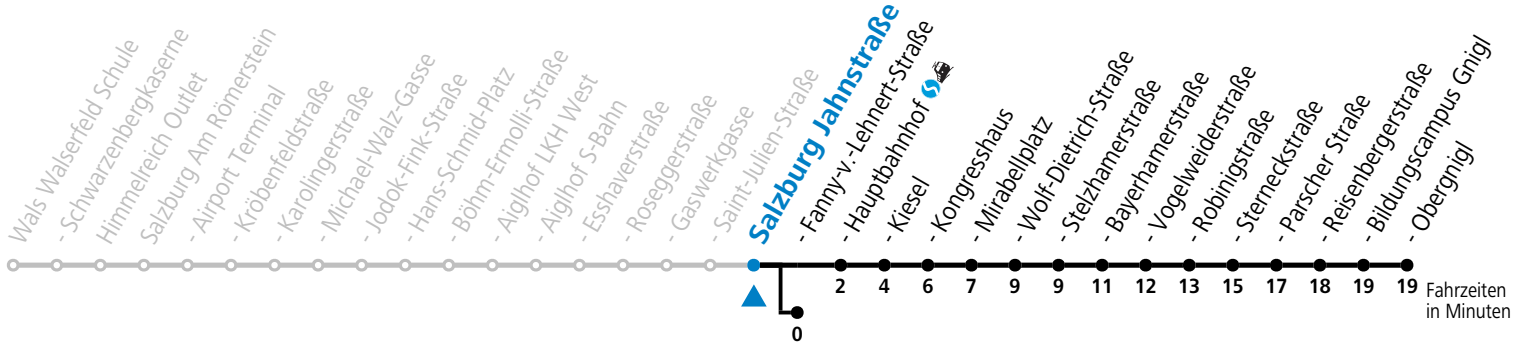 Wals Walserfeld Schule
- Schwarzenbergkaserne
Himmelreich Outlet
Salzburg Am Römerstein
- Airport Terminal
- Kröbenfeldstraße
- Karolingerstraße
- Michael-Walz-Gasse
- Jodok-Fink-Straße
- Hans-Schmid-Platz
- Böhm-Ermolli-Straße
- Aiglhof LKH West
- Aiglhof S-Bahn
- Esshaverstraße
- Roseggerstraße
- Gaswerkgasse
- Saint-Julien-Straße
Salzburg Jahnstraße
- Fanny-v.-Lehnert-Straße
- Hauptbahnhof
- Kiesel
- Kongresshaus
- Mirabellplatz
- Wolf-Dietrich-Straße
- Stelzhamerstraße
- Bayerhamerstraße
- Vogelweiderstraße
- Robinigstraße
- Sterneckstraße
- Parscher Straße
- Reisenbergerstraße
- Bildungscampus Gnigl
- Obergnigl
2 4 6 7 9 9 11 12 13 15 17 18 19 19
Fahrzeiten
in Minuten
0